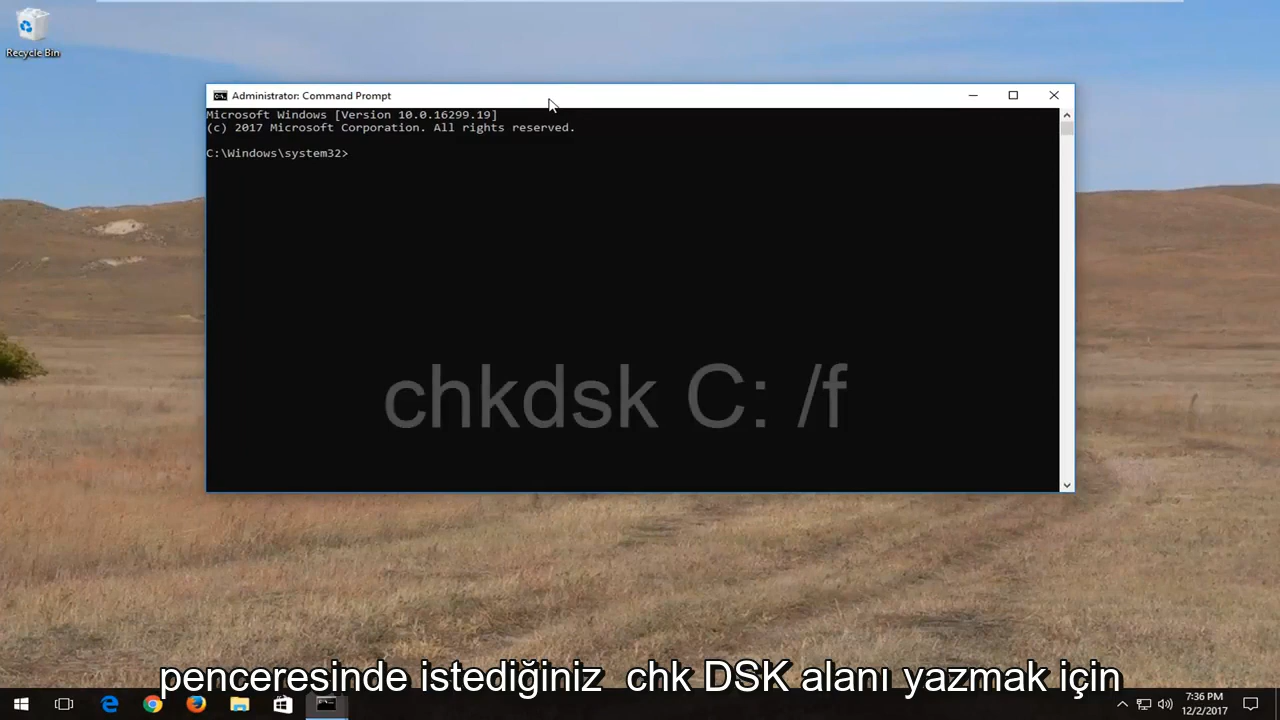 Recycle Bin
Administrator: Command Prompt
Microsoft Windows [Version 10.0.16299.19]
(c) 2017 Microsoft Corporation. All rights reserved.
C:\Windows\system32>
chkdsk C: /f
penceresinde istediğiniz  chk DSK alanı yazmak için
7:36 PM
12/2/2017